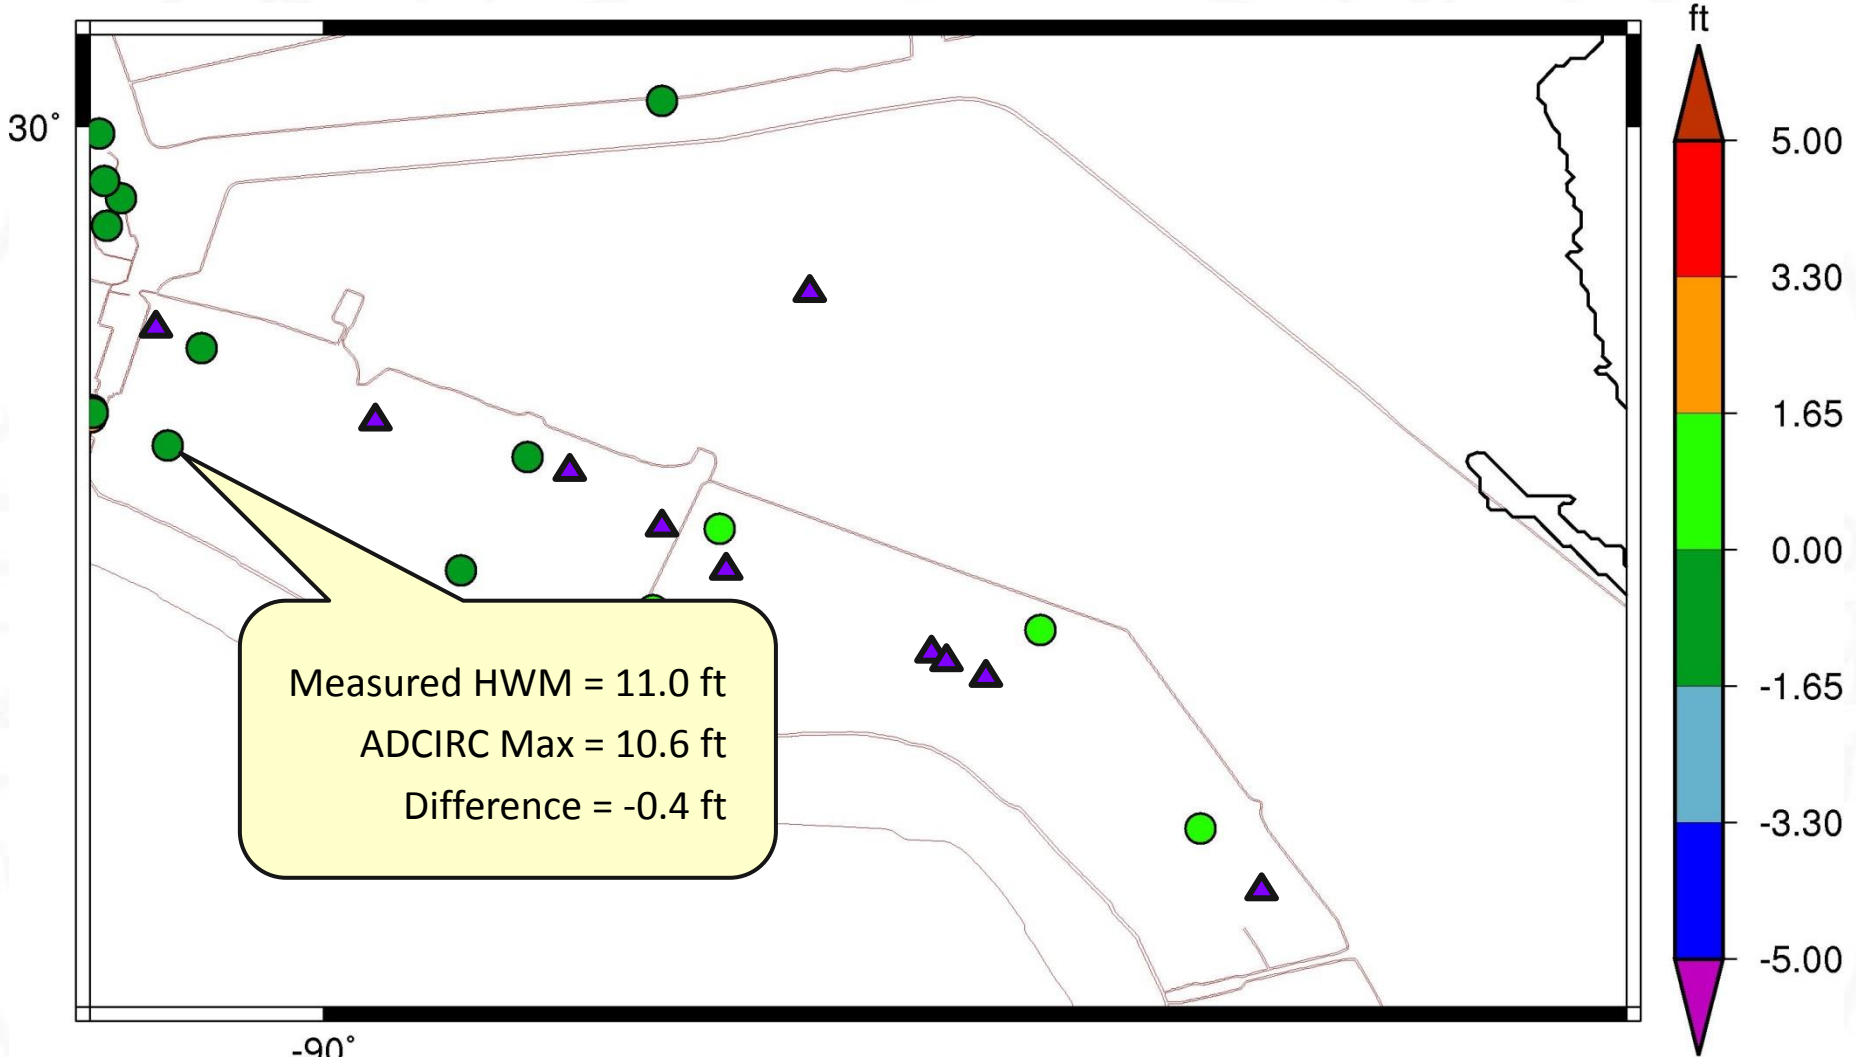 ft
30°
5.00
3.30
1.65
0.00
-1.65
-3.30
-5.00
Measured HWM = 11.0 ft
ADCIRC Max = 10.6 ft
Difference = -0.4 ft
-90°